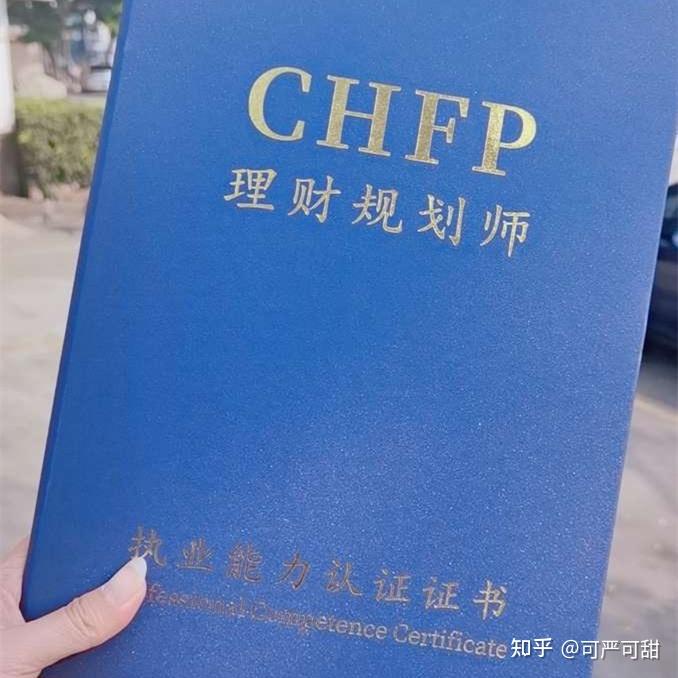 CHFP
理财规划师
执业能力认证证书
Competence Certificate
知乎 @可严可甜